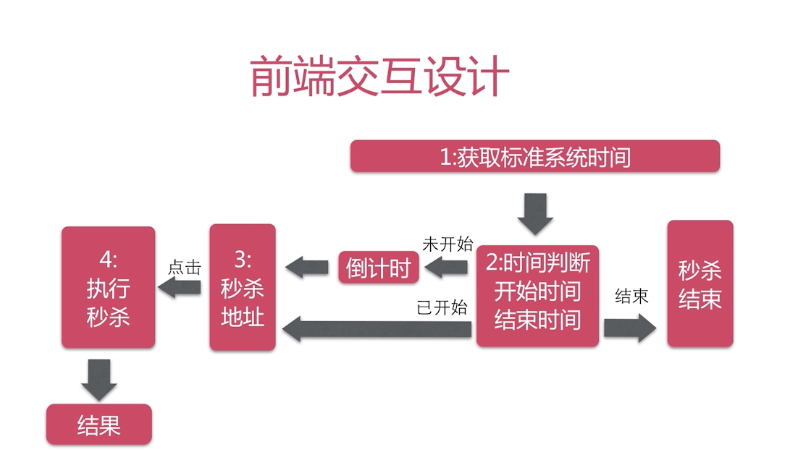 前端交互设计
1:获取标准系统时间
2:时间判断
开始时间
结束时间
未开始
倒计时
已开始
结束
秒杀
结束
3:
秒杀
地址
点击
4:
执行
秒杀
结果